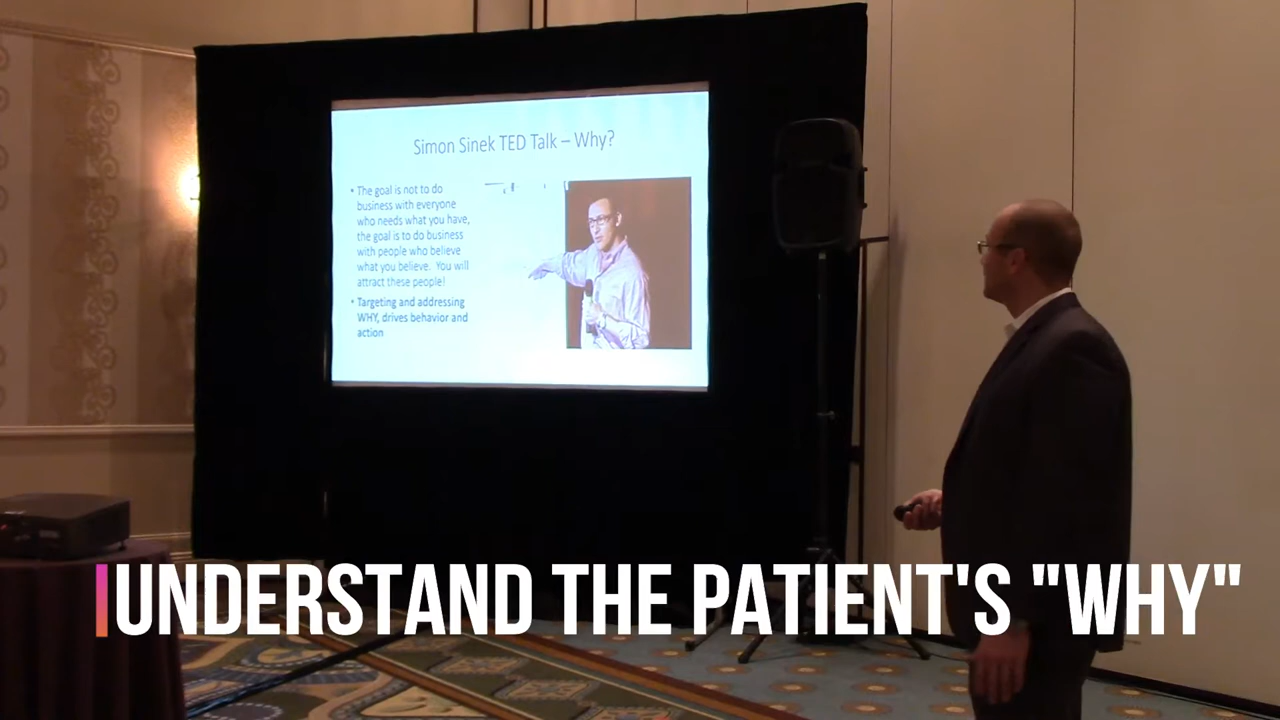 Simon Sinek TED Talk – Why?
• The goal is not to do
business with everyone
who needs what you have,
the goal is to do business
with people who believe
what you believe. You will
attract these people!
• Targeting and addressing
WHY, drives behavior and
action
UNDERSTAND THE PATIENT'S "WHY"